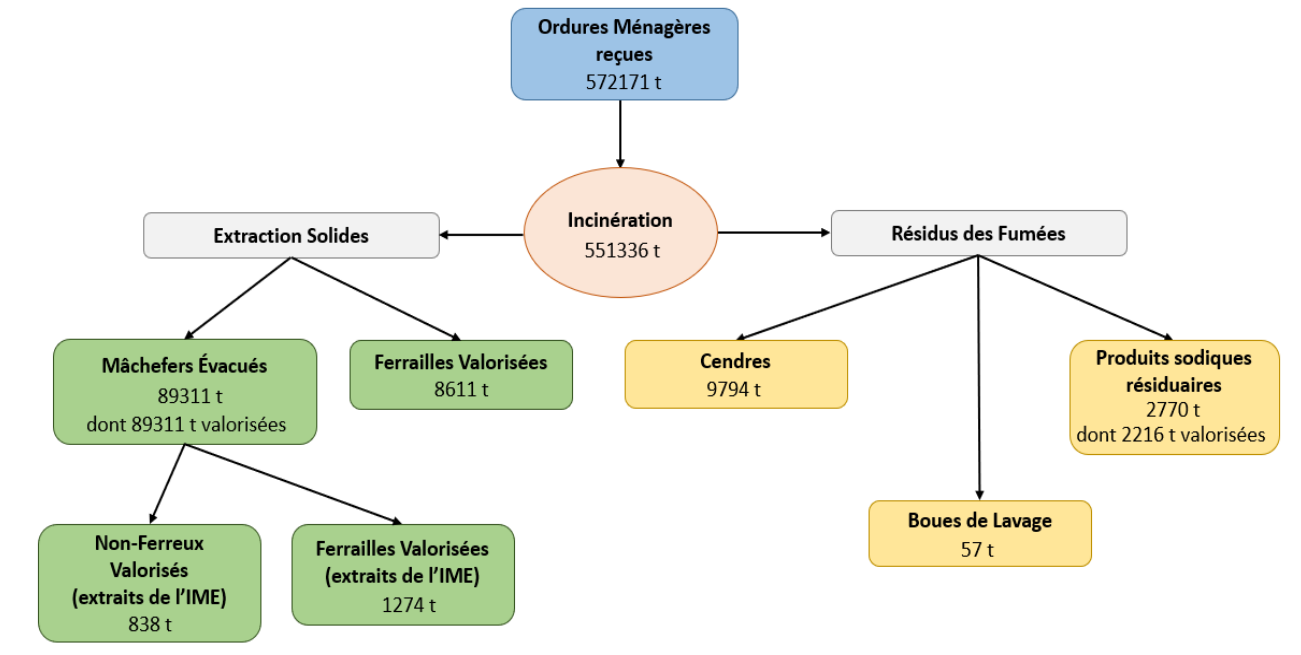 Ordures Ménagères
reçues
572171 t
Incinération
551336 t
Extraction Solides
Résidus des Fumées
Mâchefers Évacués
89311 t
dont 89311 t valorisées
Ferrailles Valorisées
8611 t
Cendres
9794 t
Produits sodiques
résiduaires
2770 t
dont 2216 t valorisées
Non-Ferreux
Valorisés
(extraits de l’IME)
838 t
Ferrailles Valorisées
(extraits de l’IME)
1274 t
Boues de Lavage
57 t